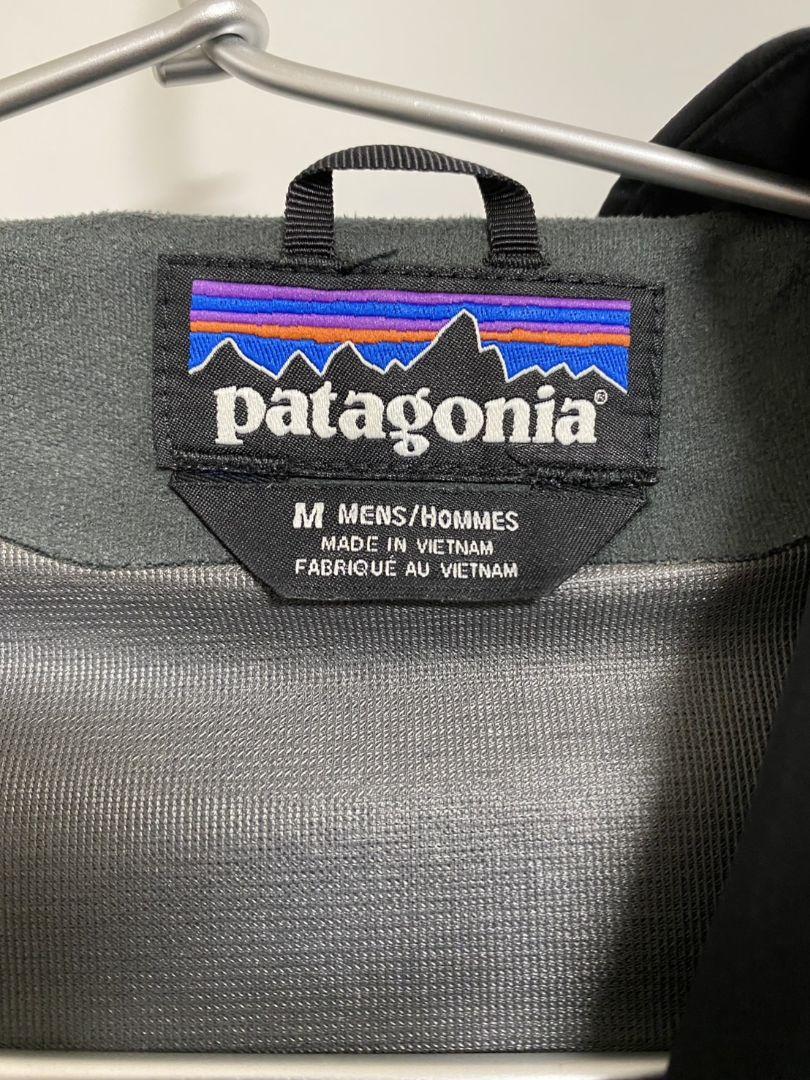 patagonia®
M MENS/HOMMES
MADE IN VIETNAM
FABRIQUÉ AU VIETNAM